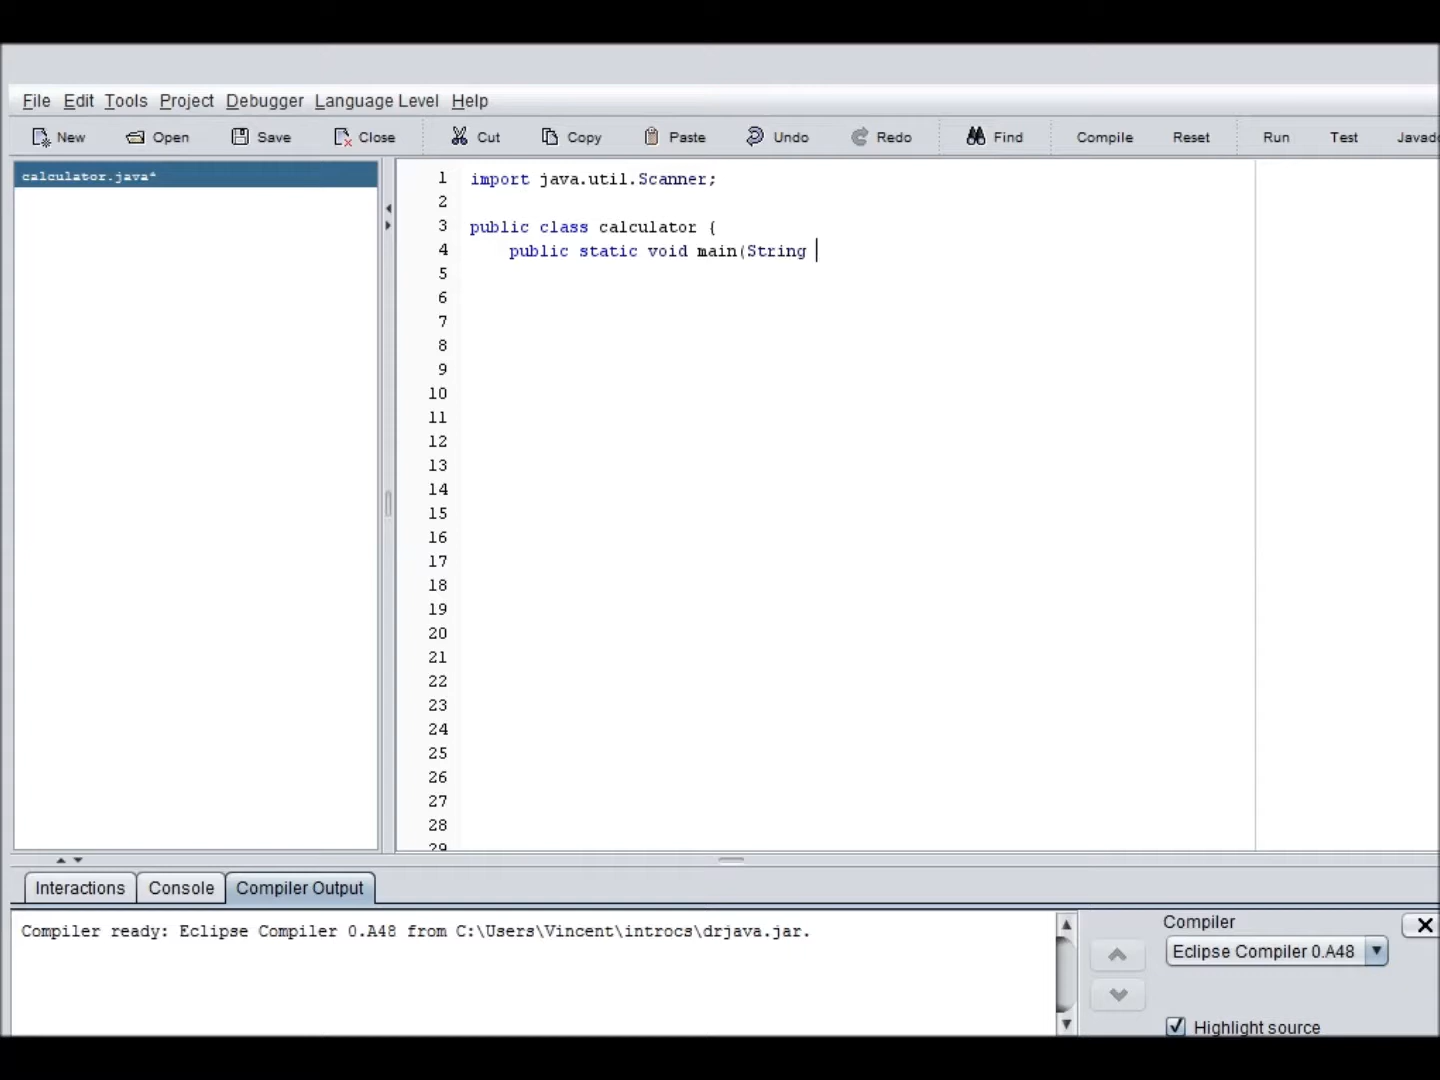 File Edit Tools Project Debugger Language Level Help
New Open Save Close Cut Copy Paste Undo Redo Find Compile Reset Run Test Javado
calculator.java*
1 import java.util.Scanner;
2
3 public class calculator {
4 public static void main(String
5
6
7
8
9
10
11
12
13
14
15
16
17
18
19
20
21
22
23
24
25
26
27
28
29
Interactions Console Compiler Output
Compiler ready: Eclipse Compiler 0.A48 from C:\Users\Vincent\introcs\drjava.jar.
Compiler
Eclipse Compiler 0.A48
Highlight source